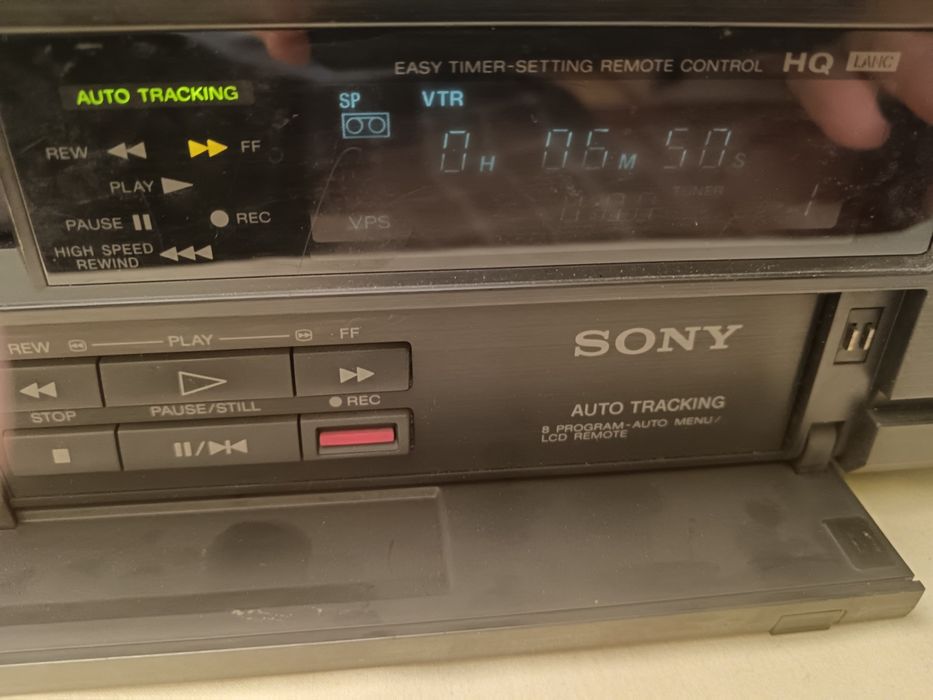 EASY TIMER-SETTING REMOTE CONTROL HQ
AUTO TRACKING
SP VTR
0H 06M 50S
REW FF
PLAY
TUNER
PAUSE REC
VPS
HIGH SPEED
REWIND
REW PLAY FF
SONY
STOP PAUSE/STILL REC
AUTO TRACKING
8 PROGRAM-AUTO MENU/
LCD REMOTE